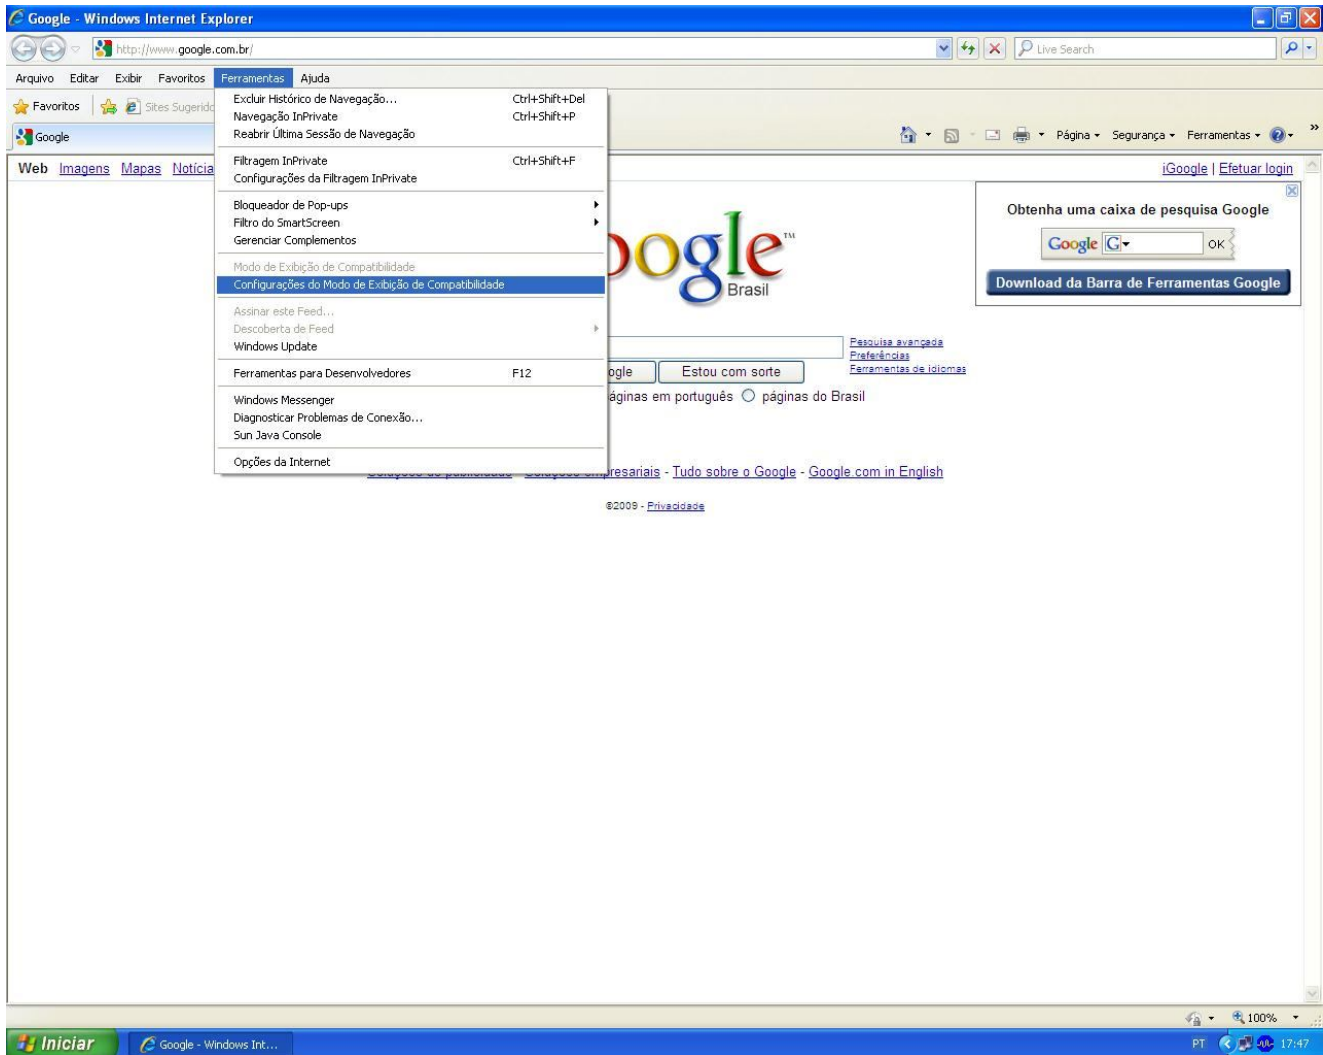 Google - Windows Internet Explorer
http://www.google.com.br/
Live Search
Arquivo Editar Exibir Favoritos Ferramentas Ajuda
Favoritos Sites
Google
Página Segurança Ferramentas »
Excluir Histórico de Navegação... Ctrl+Shift+Del
Navegação InPrivate Ctrl+Shift+P
Reabrir Última Sessão de Navegação
Filtragem InPrivate Ctrl+Shift+F
Configurações da Filtragem InPrivate
Bloqueador de Pop-ups
Filtro do SmartScreen
Gerenciar Complementos
Modo de Exibição de Compatibilidade
Configurações do Modo de Exibição de Compatibilidade
Assinar este Feed...
Descoberta de Feed
Windows Update
Ferramentas para Desenvolvedores F12
Windows Messenger
Diagnosticar Problemas de Conexão...
Sun Java Console
Opções da Internet
Web Imagens Mapas
iGoogle | Efetuar login
Obtenha uma caixa de pesquisa Google
Google G OK
Download da Barra de Ferramentas Google
oogle™
Brasil
Pesquisa avançada
Preferências
Ferramentas de idiomas
ogle Estou com sorte
áginas em português páginas do Brasil
presariais - Tudo sobre o Google - Google.com in English
©2009 - Privacidade
100%
Iniciar
Google - Windows Int...
PT 17:47